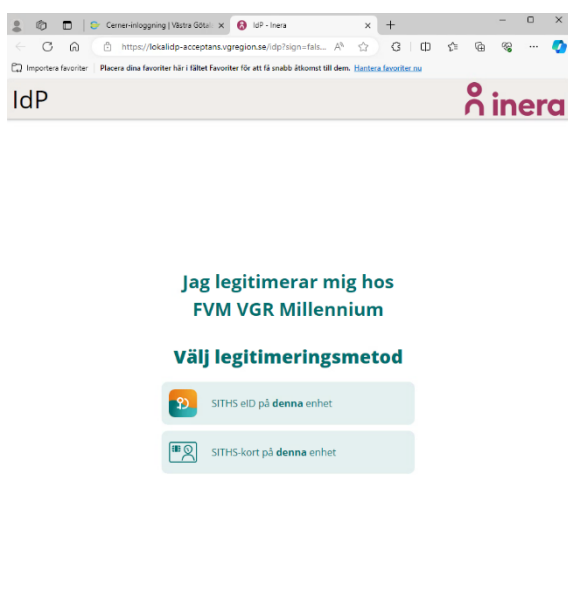 Cerner-inloggning | Västra Götal
IdP - Inera
https://lokalidp-acceptans.vgregion.se/idp?sign=fals...
Importera favoriter
Placera dina favoriter här i fältet Favoriter för att få snabb åtkomst till dem. Hantera favoriter nu
IdP
inera
Jag legitimerar mig hos
FVM VGR Millennium
Välj legitimeringsmetod
SITHS eID på denna enhet
SITHS-kort på denna enhet